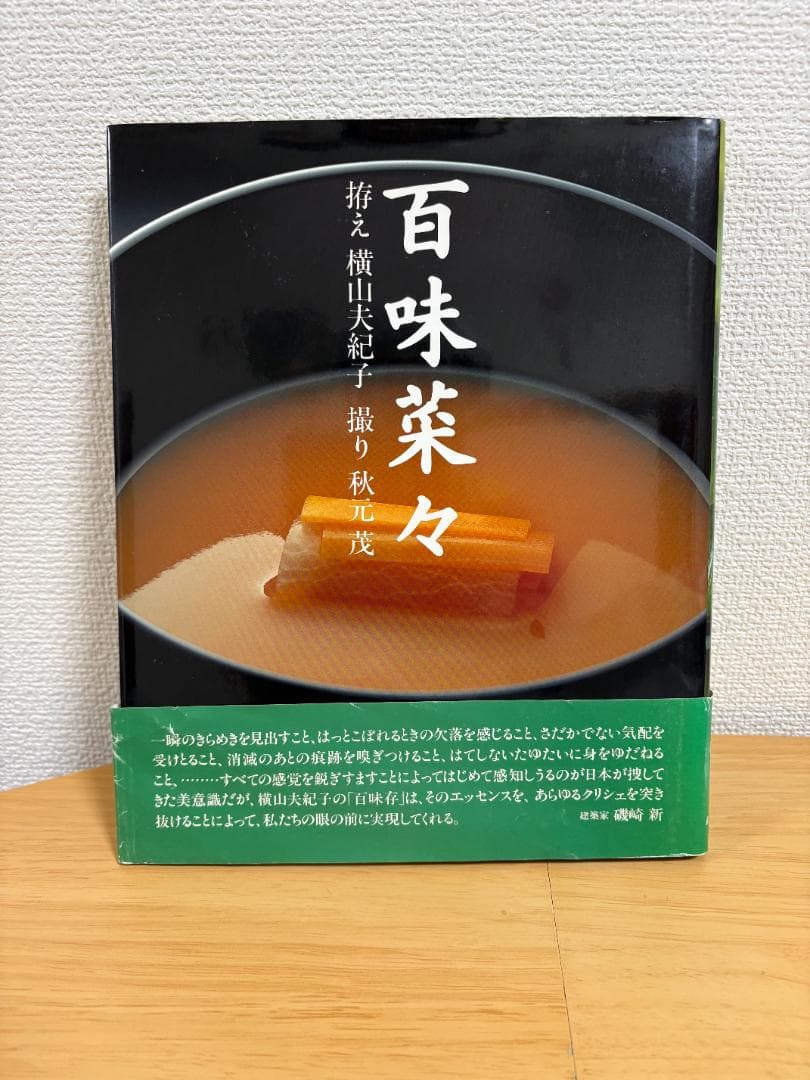 百味菜々
拵え 横山夫紀子 撮り 秋元 茂
一瞬のきらめきを見出すこと、はっとこぼれるときの欠落を感じること、さだかでない気配を
受けとること、消滅のあとの痕跡を嗅ぎつけること、はてしないたゆたいに身をゆだねる
こと、………すべての感覚を鋭ぎすますことによってはじめて感知しうるのが日本が捜して
きた美意識だが、横山夫紀子の「百味存」は、そのエッセンスを、あらゆるクリシェを突き
抜けることによって、私たちの眼の前に実現してくれる。 建築家 磯崎 新